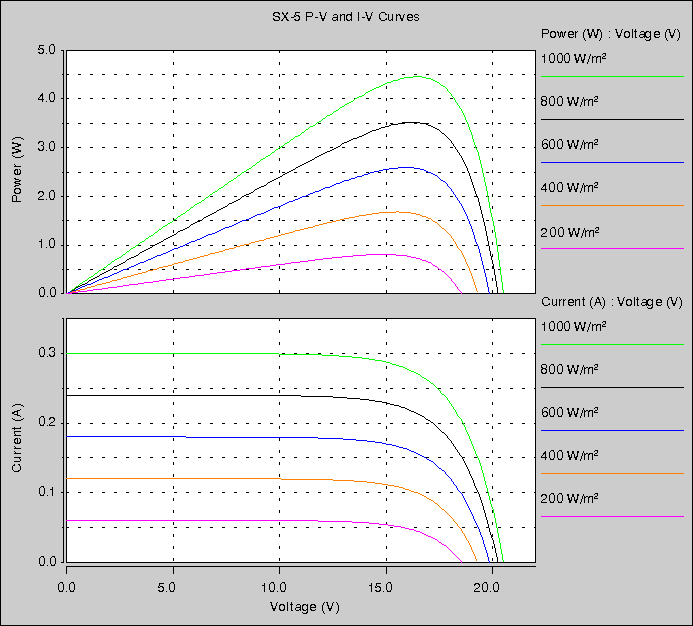 SX-5 P-V and I-V Curves
Power (W) : Voltage (V)
1000 W/m²
800 W/m²
600 W/m²
400 W/m²
200 W/m²
Power (W)
5.0
4.0
3.0
2.0
1.0
0.0
Current (A) : Voltage (V)
1000 W/m²
800 W/m²
600 W/m²
400 W/m²
200 W/m²
Current (A)
0.3
0.2
0.1
0.0
0.0 5.0 10.0 15.0 20.0
Voltage (V)